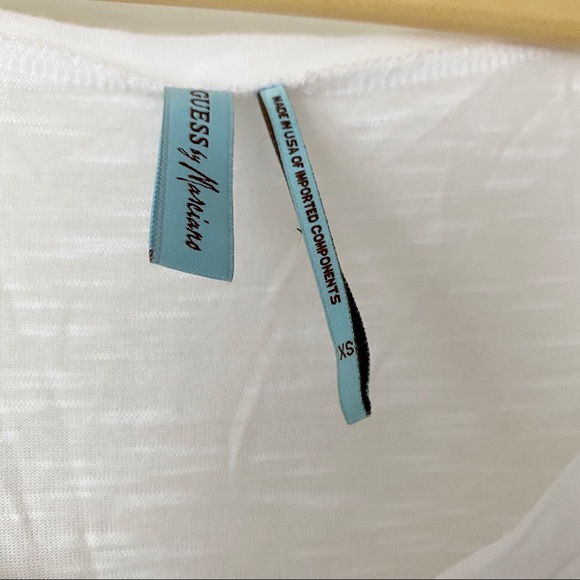 GUESS by Marciano
MADE IN USA OF IMPORTED COMPONENTS
XS